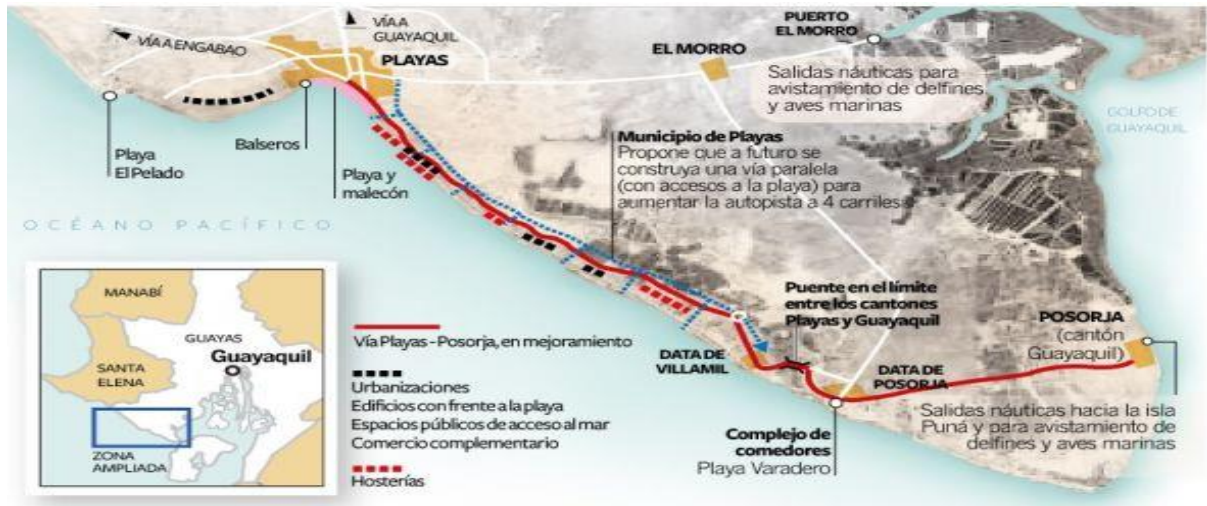 VÍA A ENGABAO
VÍA A
GUAYAQUIL
PLAYAS
EL MORRO
PUERTO
EL MORRO
Salidas náuticas para
avistamiento de delfines
y aves marinas
GOLFO DE
GUAYAQUIL
Playa
El Pelado
Balseros
Playa y
malecón
Municipio de Playas
Propone que a futuro se
construya una vía paralela
(con accesos a la playa) para
aumentar la autopista a 4 carriles
OCÉANO PACÍFICO
Puente en el límite
entre los cantones
Playas y Guayaquil
POSORJA
(cantón
Guayaquil)
DATA DE
VILLAMIL
DATA DE
POSORJA
Complejo de
comedores
Playa Varadero
Salidas náuticas hacia la isla
Puná y para avistamiento de
delfines y aves marinas
MANABÍ
GUAYAS
Guayaquil
SANTA
ELENA
ZONA
AMPLIADA
Vía Playas - Posorja, en mejoramiento
Urbanizaciones
Edificios con frente a la playa
Espacios públicos de acceso al mar
Comercio complementario
Hosterías